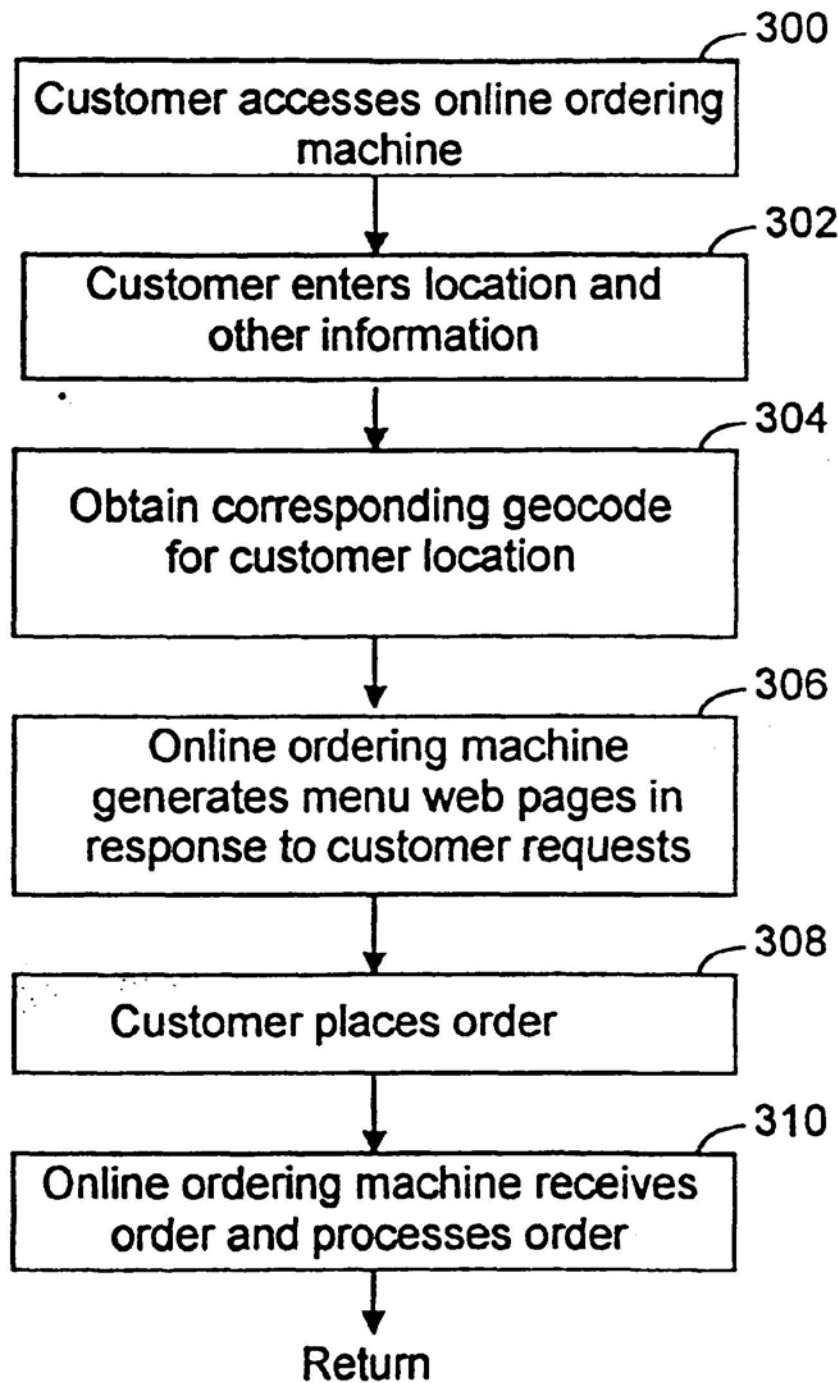 300
Customer accesses online ordering
machine
302
Customer enters location and
other information
304
Obtain corresponding geocode
for customer location
306
Online ordering machine
generates menu web pages in
response to customer requests
308
Customer places order
310
Online ordering machine receives
order and processes order
Return